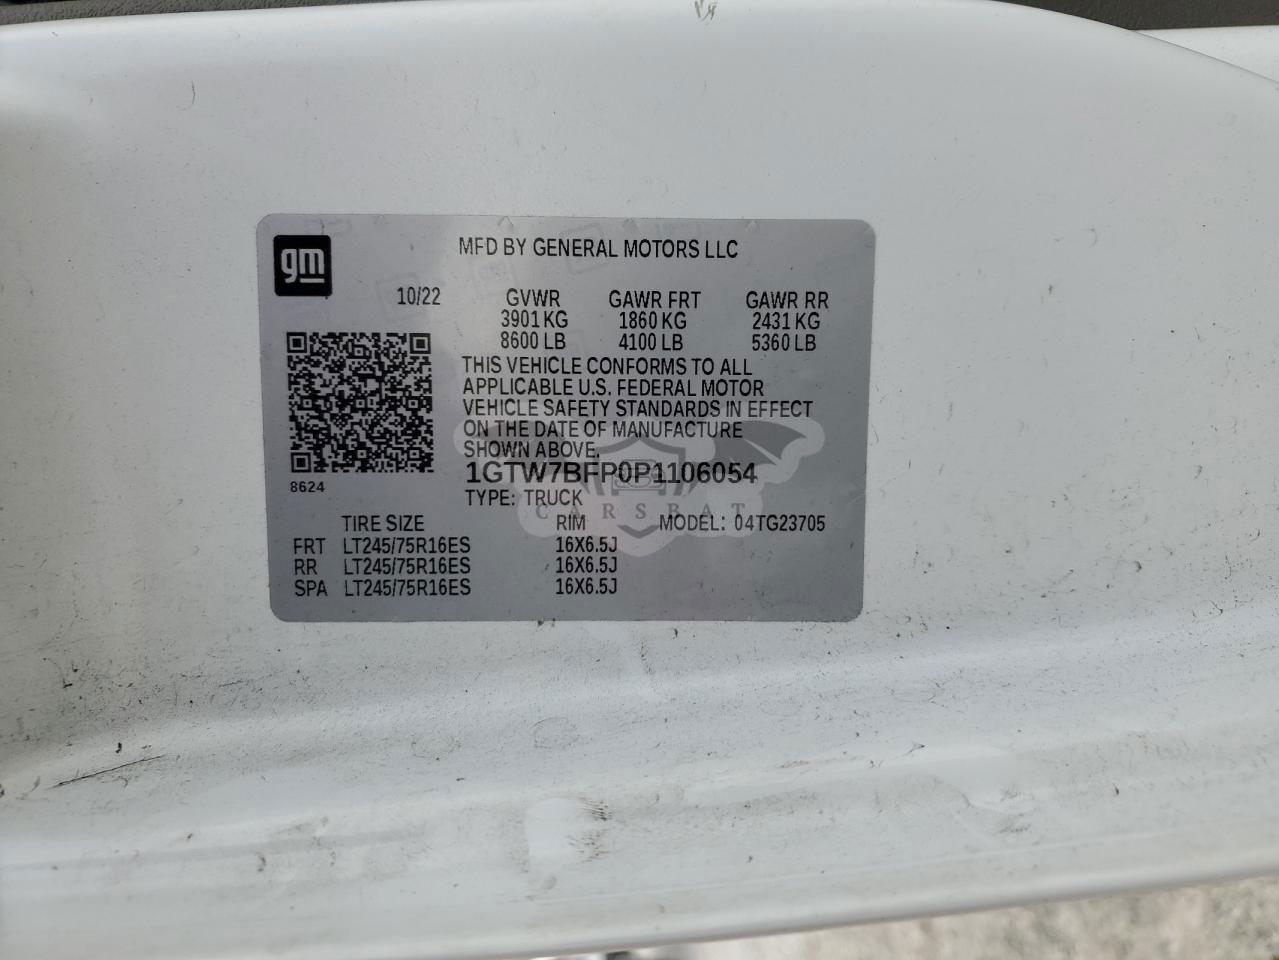 gm
MFD BY GENERAL MOTORS LLC
10/22 GVWR GAWR FRT GAWR RR
3901 KG 1860 KG 2431 KG
8600 LB 4100 LB 5360 LB
THIS VEHICLE CONFORMS TO ALL
APPLICABLE U.S. FEDERAL MOTOR
VEHICLE SAFETY STANDARDS IN EFFECT
ON THE DATE OF MANUFACTURE
SHOWN ABOVE.
1GTW7BFP0P1106054
8624
TYPE: TRUCK
CARSBAT
TIRE SIZE RIM MODEL: 04TG23705
FRT LT245/75R16ES 16X6.5J
RR LT245/75R16ES 16X6.5J
SPA LT245/75R16ES 16X6.5J